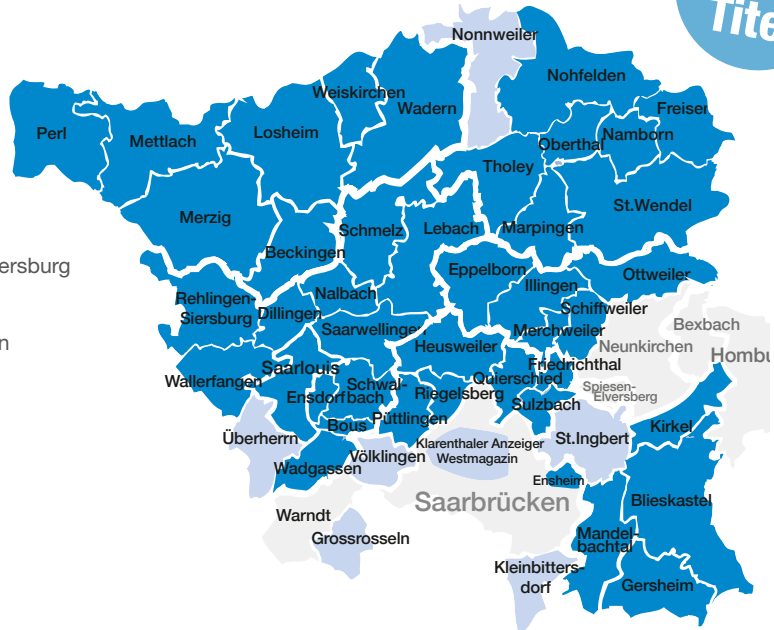 Tite
Nonnweiler
Weiskirchen
Wadern
Nohfelden
Freisen
Perl
Mettlach
Losheim
Oberthal
Namborn
Tholey
Merzig
Schmelz
Lebach
Marpingen
St.Wendel
Beckingen
ersburg
Eppelborn
Illingen
Ottweiler
Rehlingen-
Siersburg
Dillingen
Nalbach
Schiffweiler
Saarwellingen
Merchweiler
Bexbach
n
Heusweiler
Neunkirchen
Hombu
Wallerfangen
Saarlouis
Friedrichthal
Quierschied
Ensdorf
Schwal-
bach
Riegelsberg
Spiesen-
Elversberg
Sulzbach
Bous
Püttlingen
Kirkel
Überherrn
Klarenthaler Anzeiger
Westmagazin
St.Ingbert
Völklingen
Wadgassen
Ensheim
Blieskastel
Saarbrücken
Warndt
Mandel-
bachtal
Grossrosseln
Kleinbitters-
dorf
Gersheim